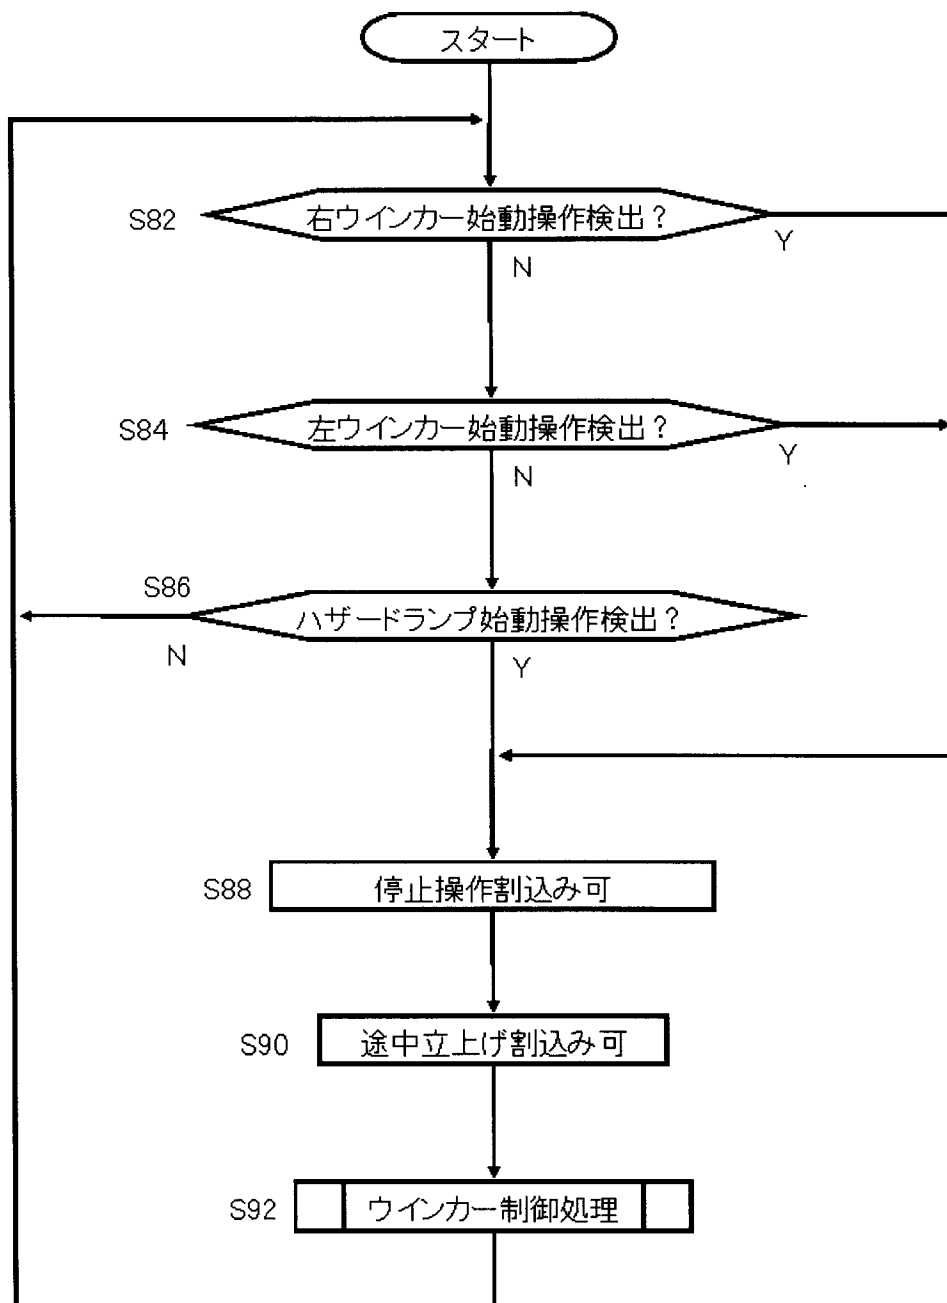 スタート
S82
右ウインカー始動操作検出？
Y
N
S84
左ウインカー始動操作検出？
Y
N
S86
ハザードランプ始動操作検出？
N
Y
S88
停止操作割込み可
S90
途中立上げ割込み可
S92
ウインカー制御処理